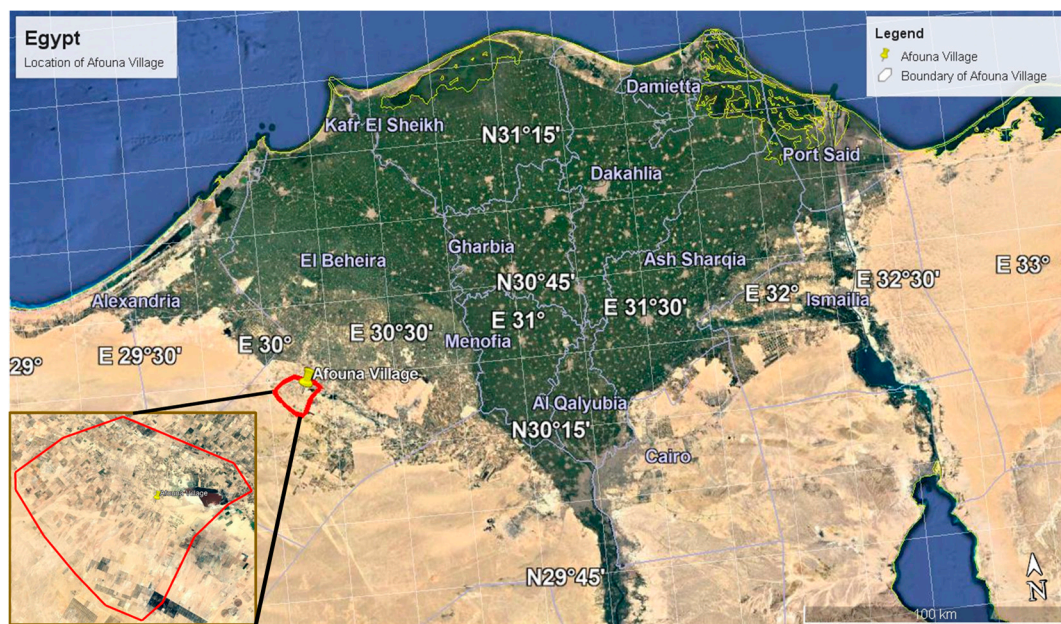 Egypt
Location of Afouna Village
Legend
Afouna Village
Boundary of Afouna Village
Damietta
Kafr El Sheikh
N31°15'
Port Said
Dakahlia
Gharbia
Ash Sharqia
El Beheira
N30°45'
E 32°30'
E 33°
Alexandria
E 31°30'
E 32°
Ismailia
E 31°
E 30°30'
Menofia
E 30°
E 29°30'
29°
Afouna Village
Al Qalyubia
N30°15'
Cairo
Afouna Village
N29°45'
N
100 km